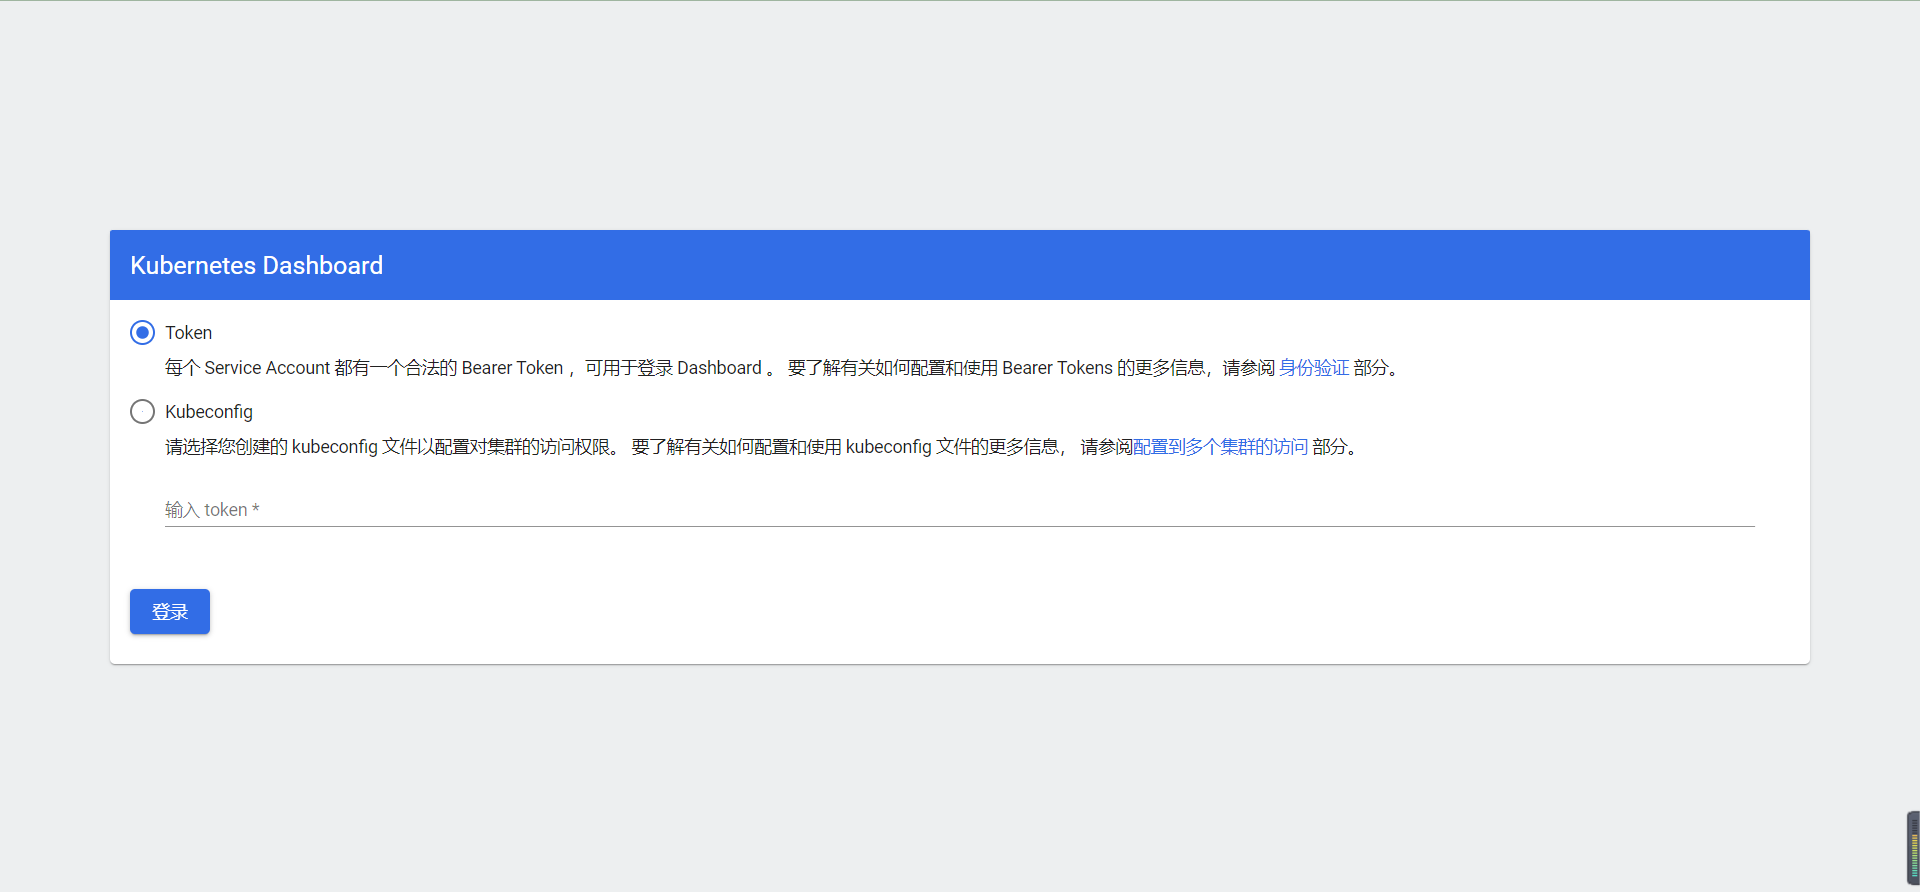 Kubernetes Dashboard
Token
每个 Service Account 都有一个合法的 Bearer Token ，可用于登录 Dashboard 。 要了解有关如何配置和使用 Bearer Tokens 的更多信息，请参阅 身份验证 部分。
Kubeconfig
请选择您创建的 kubeconfig 文件以配置对集群的访问权限。 要了解有关如何配置和使用 kubeconfig 文件的更多信息， 请参阅配置到多个集群的访问 部分。
输入 token *
登录